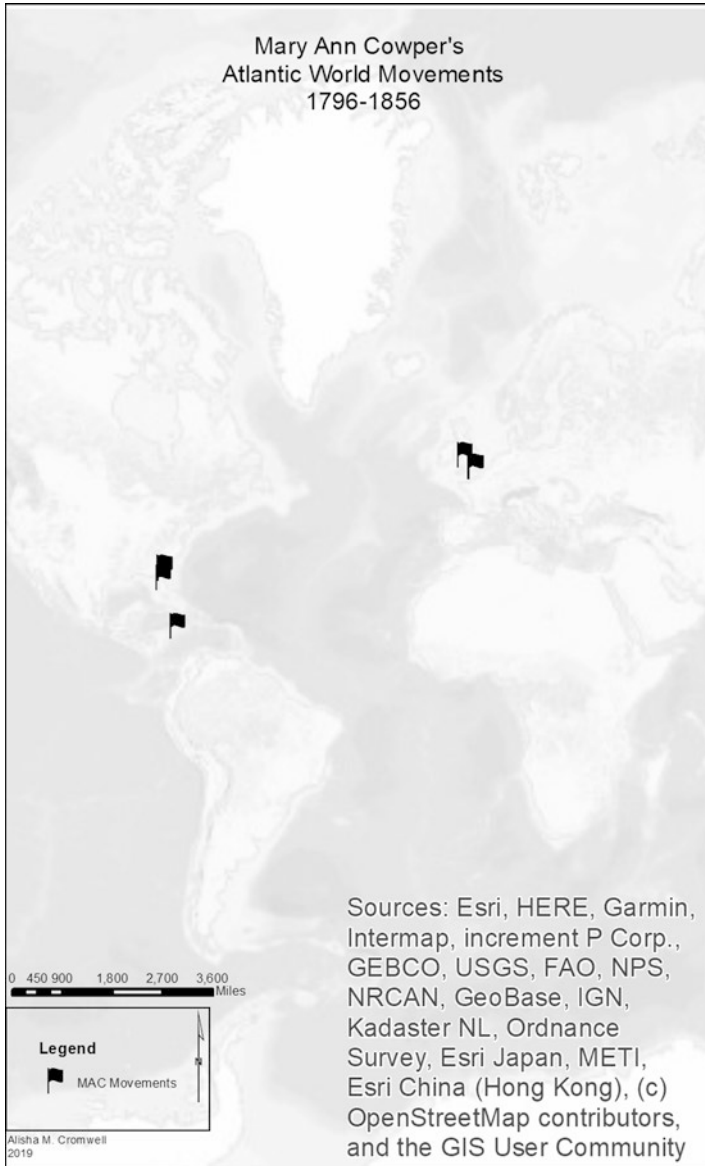 Mary Ann Cowper's
Atlantic World Movements
1796-1856
Sources: Esri, HERE, Garmin,
Intermap, increment P Corp.,
GEBCO, USGS, FAO, NPS,
NRCAN, GeoBase, IGN,
Kadaster NL, Ordnance
Survey, Esri Japan, METI,
Esri China (Hong Kong), (c)
OpenStreetMap contributors,
and the GIS User Community
0 450 900 1,800 2,700 3,600
Miles
Legend
MAC Movements
N
Alisha M. Cromwell
2019